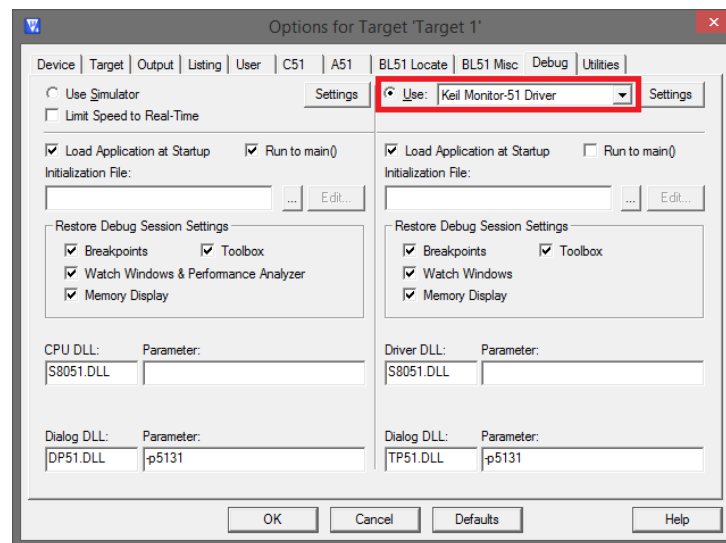 Options for Target 'Target 1'
Device Target Output Listing User C51 A51 BL51 Locate BL51 Misc Debug Utilities
Use Simulator Settings
Limit Speed to Real-Time
Use: Keil Monitor-51 Driver Settings
Load Application at Startup Run to main()
Initialization File:
... Edit...
Load Application at Startup Run to main()
Initialization File:
... Edit...
Restore Debug Session Settings
Breakpoints Toolbox
Watch Windows & Performance Analyzer
Memory Display
Restore Debug Session Settings
Breakpoints Toolbox
Watch Windows
Memory Display
CPU DLL: Parameter:
S8051.DLL
Driver DLL: Parameter:
S8051.DLL
Dialog DLL: Parameter:
DP51.DLL -p5131
Dialog DLL: Parameter:
TP51.DLL -p5131
OK Cancel Defaults Help